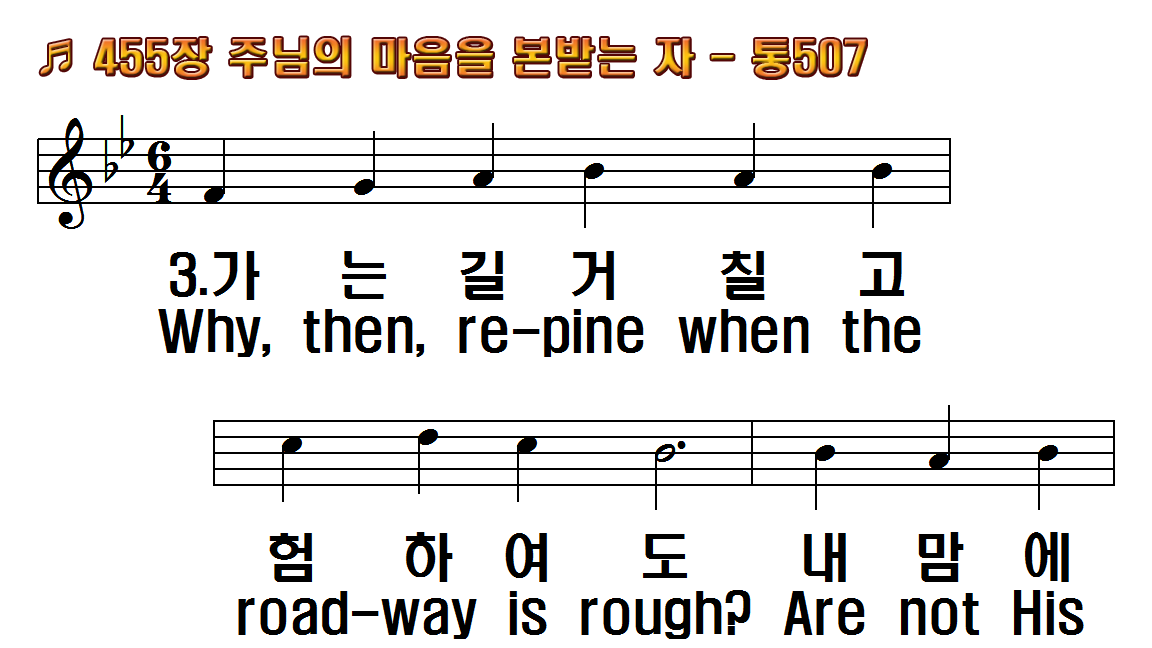 ♬ 455장 주님의 마음을 본받는 자 - 통507
6
4
3.가 는 길 거 칠 고
Why, then, re-pine when the
험 하 여 도 내 맘 에
road-way is rough? Are not His